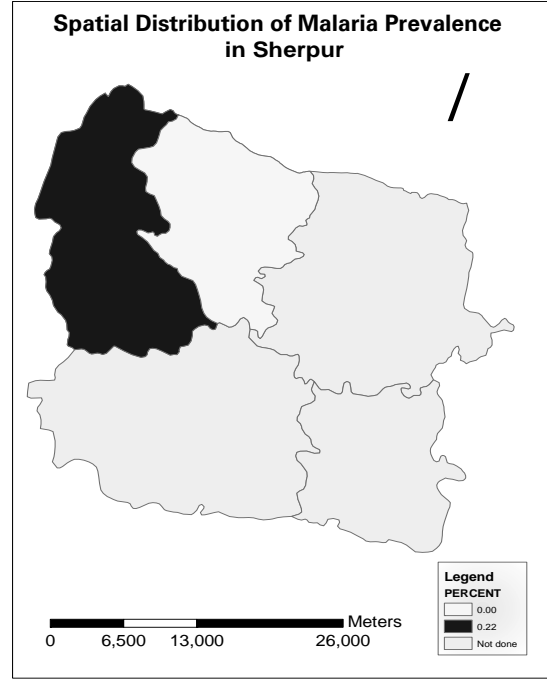 Spatial Distribution of Malaria Prevalence
in Sherpur
/
Legend
PERCENT
0.00
0.22
Not done
Meters
0 6,500 13,000 26,000